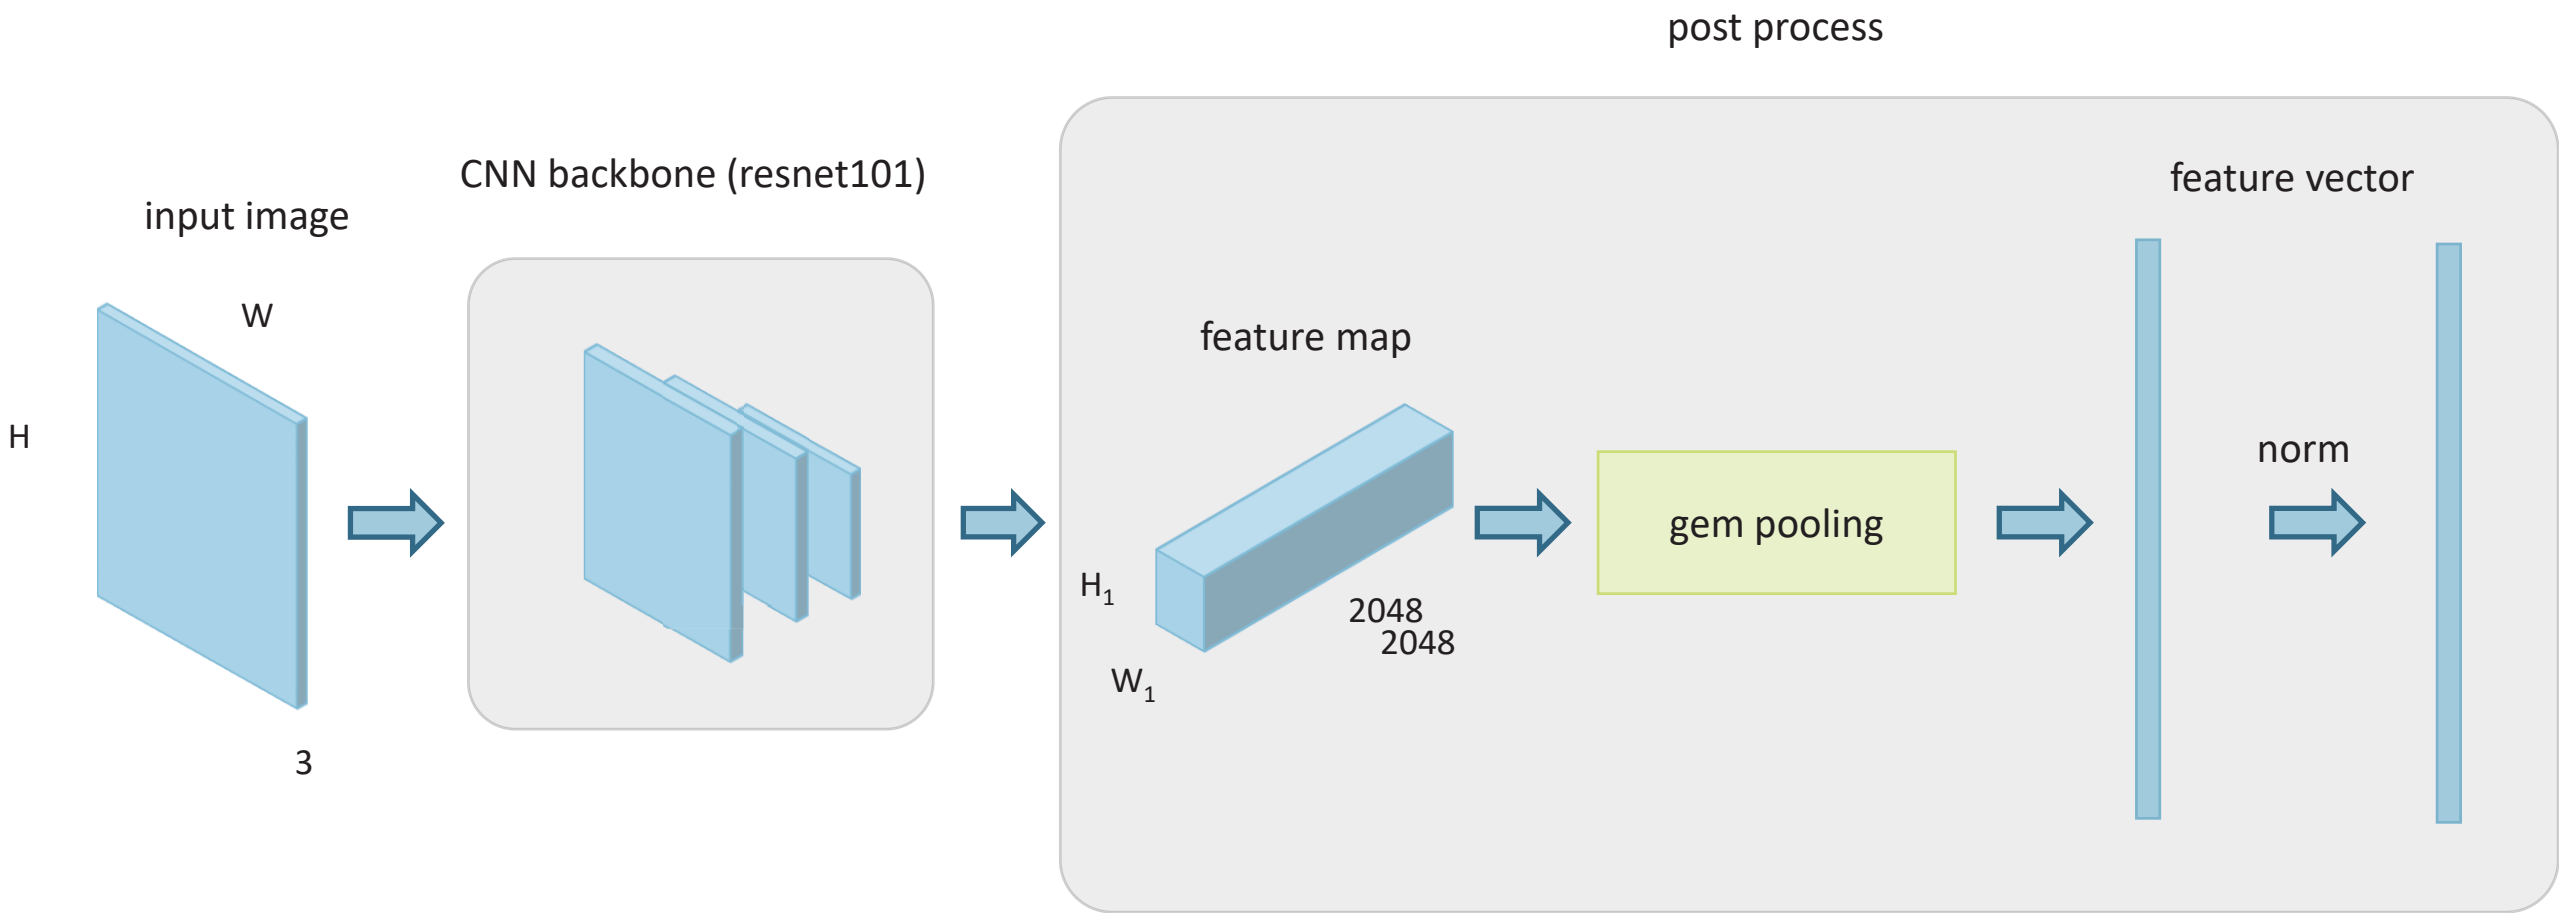 post process
CNN backbone (resnet101)
input image
W
H
3
feature map
H₁
W₁
2048
2048
gem pooling
feature vector
norm